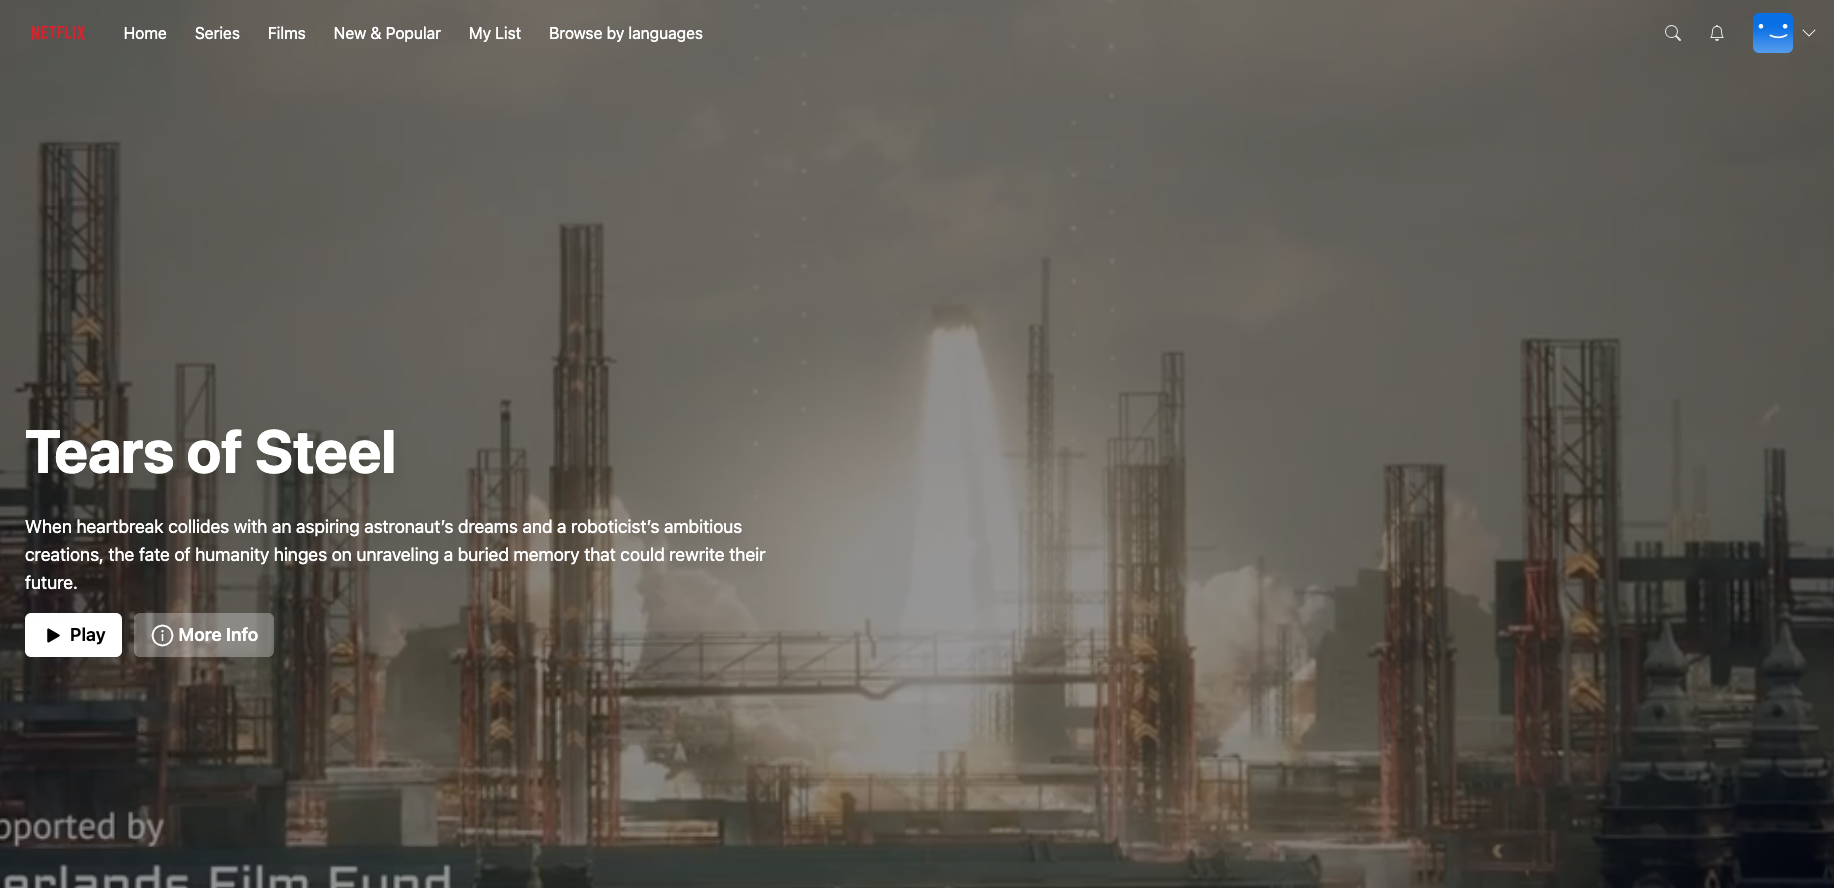 NETFLIX Home Series Films New & Popular My List Browse by languages
Tears of Steel
When heartbreak collides with an aspiring astronaut's dreams and a roboticist's ambitious
creations, the fate of humanity hinges on unraveling a buried memory that could rewrite their
future.
Play More Info
pported by
erlands Film Fund